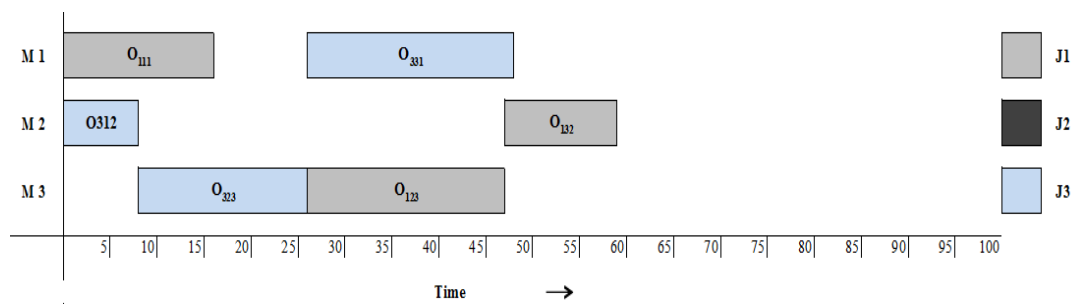 M 1 O₁₁₁ O₃₃₁ J1
M 2 O312 O₁₃₂ J2
M 3 O₃₂₃ O₁₂₃ J3
5 10 15 20 25 30 35 40 45 50 55 60 65 70 75 80 85 90 95 100
Time →